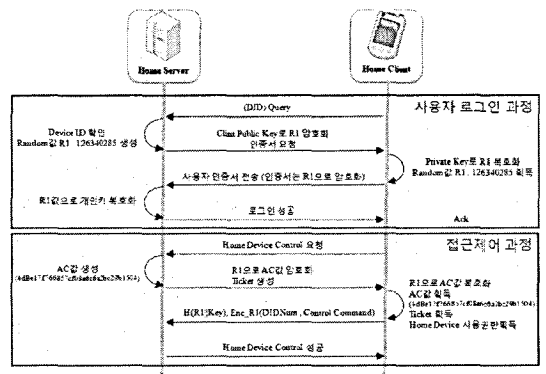 Home Server
Home Client
(DID) Query
사용자 로그인 과정
Device ID 확인
Random값 R1 : 126340285 생성
Client Public Key로 R1 암호화
인증서 요청
Private Key로 R1 복호화
Random값 R1 : 126340285 획득
사용자 인증서 전송 (인증서는 R1으로 암호화)
R1값으로 개인키 복호화
로그인 성공
Ack
Home Device Control 요청
접근제어 과정
AC값 생성
R1으로 AC값 암호화
Ticket 생성
R1으로 AC값 복호화
AC값 획득
Ticket 획득
Home Device 사용권한획득
H(R1|Key), Enc_R1(DIDNum, Control Command)
Home Device Control 성공